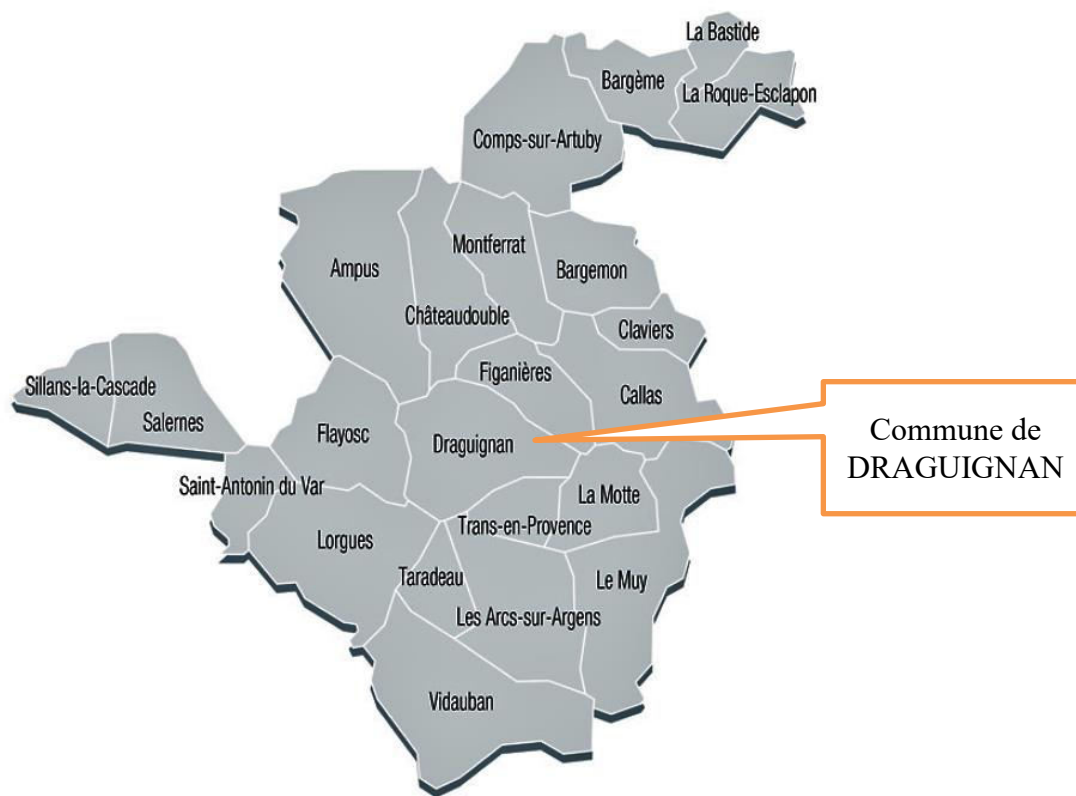 La Bastide
Bargème
La Roque-Esclapon
Comps-sur-Artuby
Montferrat
Ampus
Bargemon
Châteaudouble
Claviers
Figanières
Sillans-la-Cascade
Callas
Salernes
Flayosc
Draguignan
Commune de
DRAGUIGNAN
Saint-Antonin du Var
La Motte
Trans-en-Provence
Lorgues
Taradeau
Le Muy
Les Arcs-sur-Argens
Vidauban